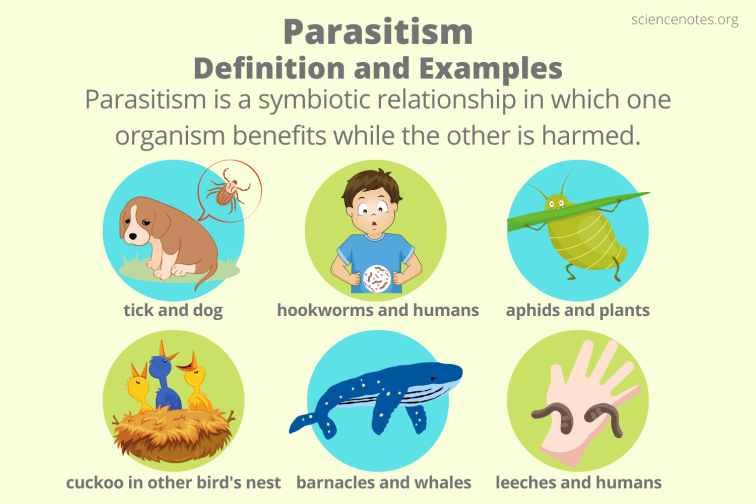 sciencenotes.org
Parasitism
Definition and Examples
Parasitism is a symbiotic relationship in which one
organism benefits while the other is harmed.
tick and dog
hookworms and humans
aphids and plants
cuckoo in other bird's nest
barnacles and whales
leeches and humans